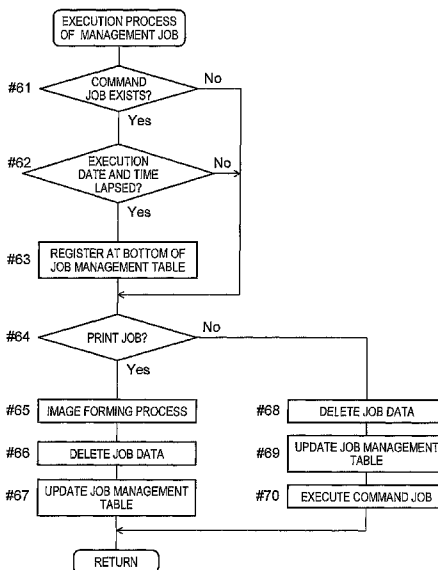 EXECUTION PROCESS
OF MANAGEMENT JOB
#61
COMMAND
JOB EXISTS?
No
Yes
#62
EXECUTION
DATE AND TIME
LAPSED?
No
Yes
#63
REGISTER AT BOTTOM OF
JOB MANAGEMENT TABLE
#64
PRINT JOB?
No
Yes
#65
IMAGE FORMING PROCESS
#66
DELETE JOB DATA
#67
UPDATE JOB MANAGEMENT
TABLE
#68
DELETE JOB DATA
#69
UPDATE JOB MANAGEMENT
TABLE
#70
EXECUTE COMMAND JOB
RETURN